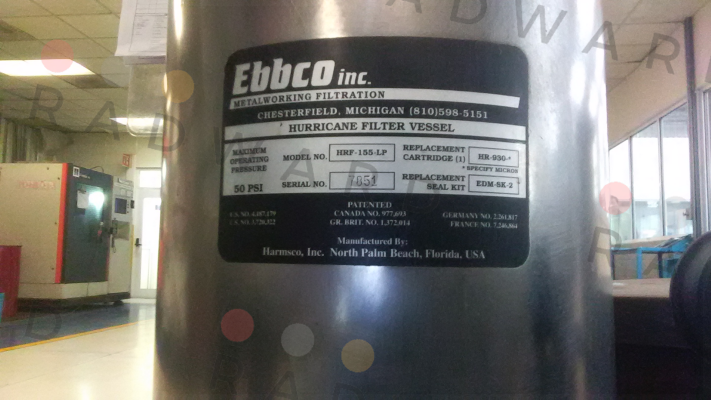 Ebbco inc.
METALWORKING FILTRATION
CHESTERFIELD, MICHIGAN (810)598-5151
HURRICANE FILTER VESSEL
MAXIMUM OPERATING PRESSURE
50 PSI
MODEL NO. HRF-155-LP
SERIAL NO. 7851
REPLACEMENT CARTRIDGE (1) HR-930-*
* SPECIFY MICRON
REPLACEMENT SEAL KIT EDM-SK-2
PATENTED
CANADA NO. 977,693
GR. BRIT. NO. 1,372,014
GERMANY NO. 2,261,817
FRANCE NO. 7,246,864
Manufactured By:
Harmsco, Inc. North Palm Beach, Florida, USA
RADWARD